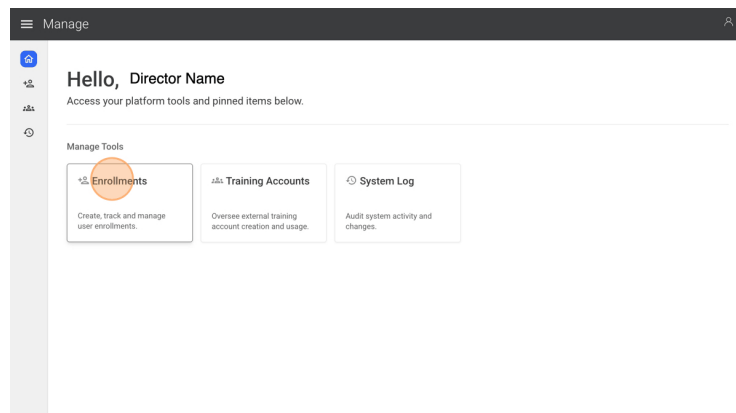 Manage
Hello, Director Name
Access your platform tools and pinned items below.
Manage Tools
Enrollments
Create, track and manage
user enrollments.
Training Accounts
Oversee external training
account creation and usage.
System Log
Audit system activity and
changes.